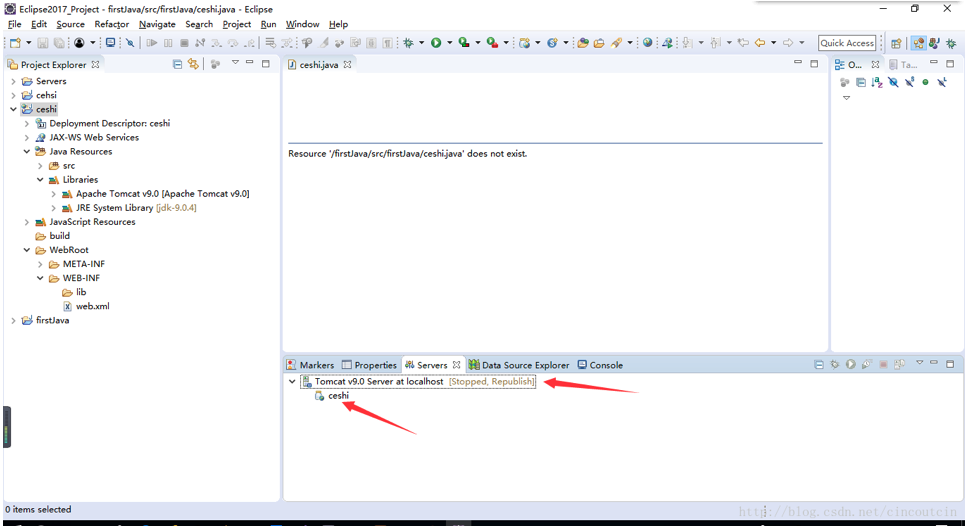 Eclipse2017_Project - firstJava/src/firstJava/ceshi.java - Eclipse
File Edit Source Refactor Navigate Search Project Run Window Help
Quick Access
Project Explorer
ceshi.java
O...
Ta...
Servers
cehsi
ceshi
Deployment Descriptor: ceshi
JAX-WS Web Services
Java Resources
src
Libraries
Apache Tomcat v9.0 [Apache Tomcat v9.0]
JRE System Library [jdk-9.0.4]
JavaScript Resources
build
WebRoot
META-INF
WEB-INF
lib
web.xml
firstJava
Resource '/firstJava/src/firstJava/ceshi.java' does not exist.
Markers Properties Servers Data Source Explorer Console
Tomcat v9.0 Server at localhost [Stopped, Republish]
ceshi
0 items selected
http://blog.csdn.net/cincoutcin